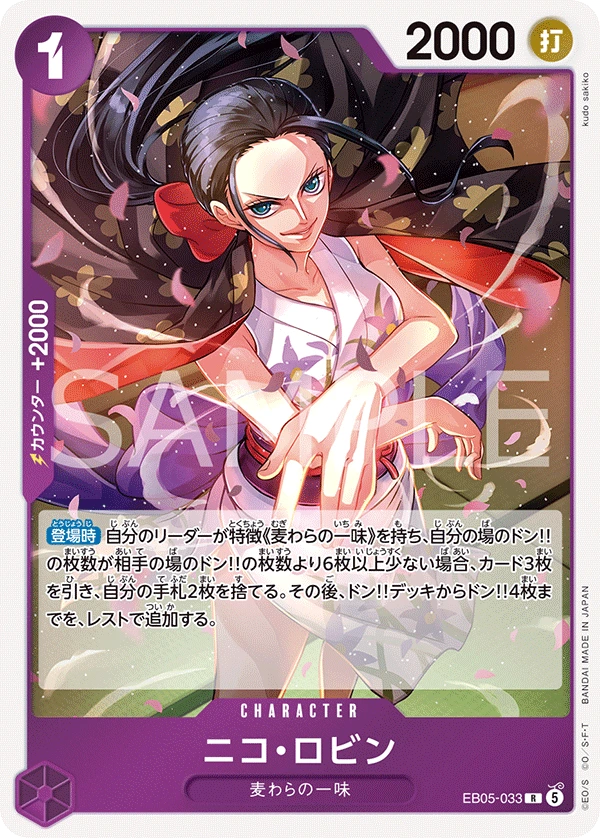 1
2000
打
kudo sakiko
カウンター +2000
SAMPLE
登場時 自分のリーダーが特徴《麦わらの一味》を持ち、自分の場のドン!!
の枚数が相手の場のドン!!の枚数より6枚以上少ない場合、カード3枚
を引き、自分の手札2枚を捨てる。その後、ドン!!デッキからドン!!4枚ま
でを、レストで追加する。
CHARACTER
ニコ・ロビン
麦わらの一味
EB05-033 R 5
©EO/S ©O/S・F・T BANDAI MADE IN JAPAN